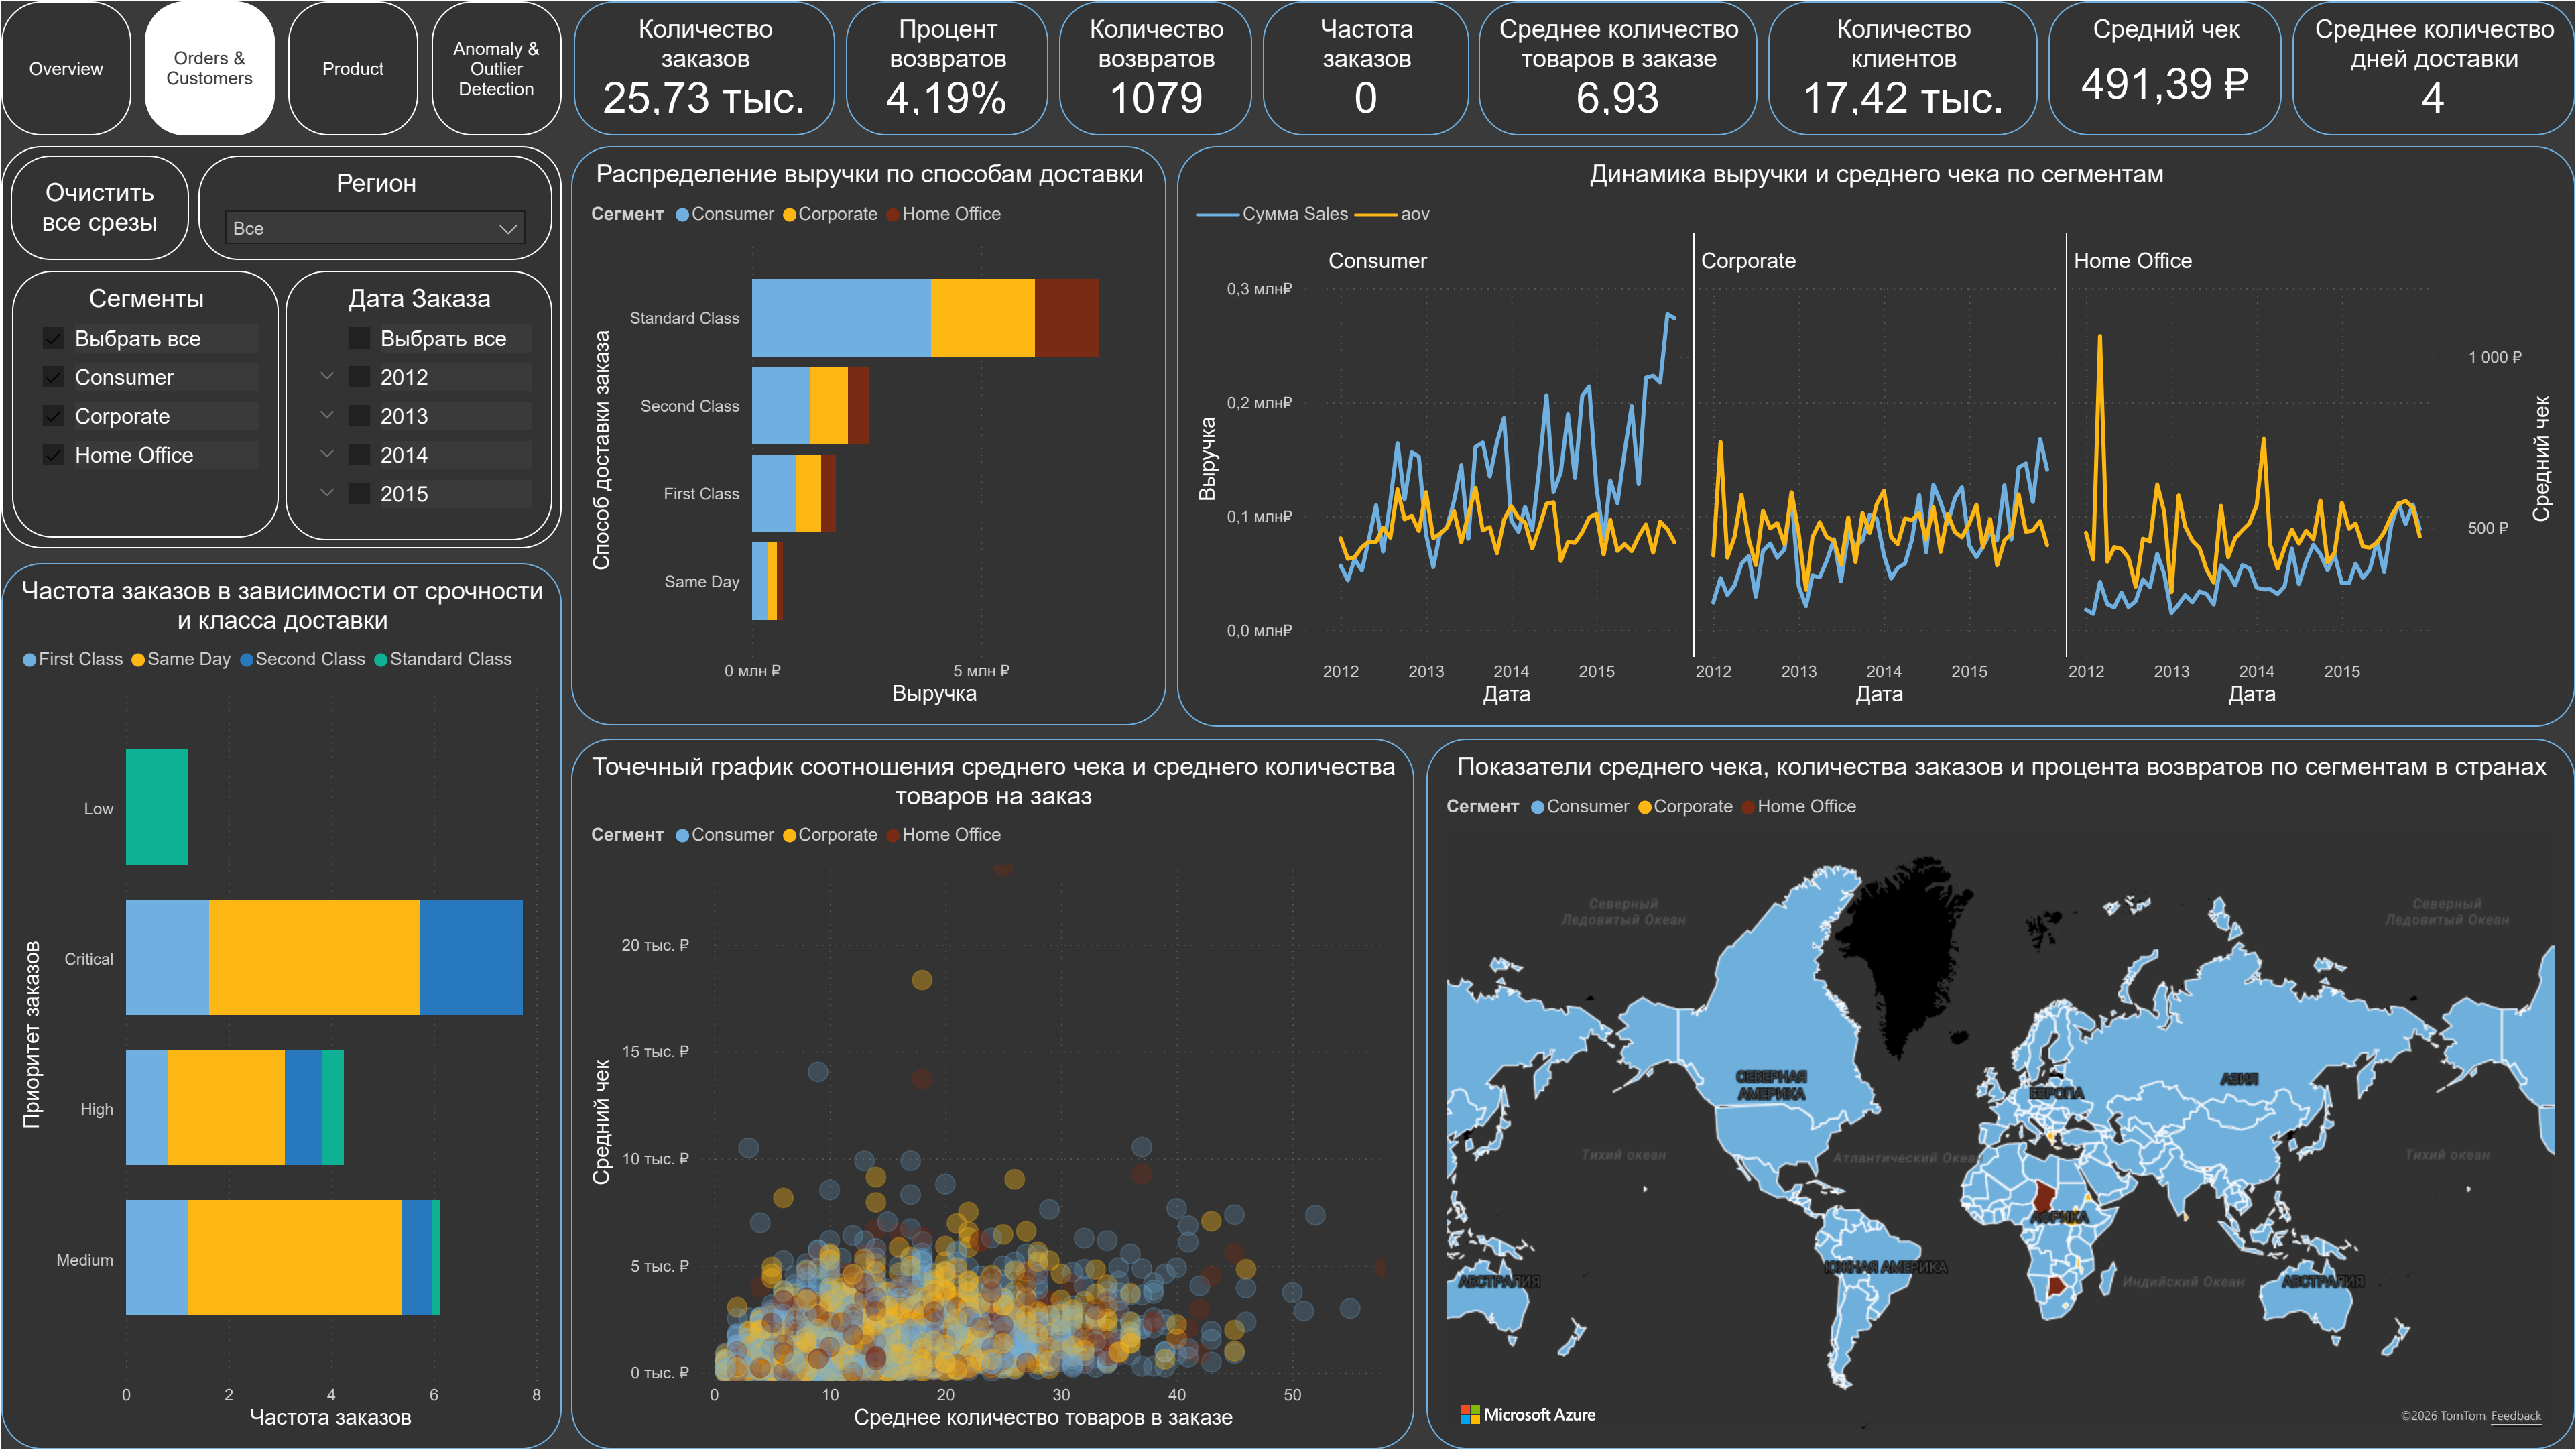 Overview
Orders &
Customers
Product
Anomaly &
Outlier
Detection
Количество
заказов
25,73 тыс.
Процент
возвратов
4,19%
Количество
возвратов
1079
Частота
заказов
0
Среднее количество
товаров в заказе
6,93
Количество
клиентов
17,42 тыс.
Средний чек
491,39 ₽
Среднее количество
дней доставки
4
Очистить
все срезы
Регион
Все
Сегменты
Выбрать все
Consumer
Corporate
Home Office
Дата Заказа
Выбрать все
2012
2013
2014
2015
Распределение выручки по способам доставки
Сегмент Consumer Corporate Home Office
Способ доставки заказа
Standard Class
Second Class
First Class
Same Day
0 млн ₽ 5 млн ₽
Выручка
Динамика выручки и среднего чека по сегментам
Сумма Sales aov
Consumer Corporate Home Office
Выручка
0,3 млн₽
0,2 млн₽
0,1 млн₽
0,0 млн₽
1 000 ₽
500 ₽
Средний чек
2012 2013 2014 2015 2012 2013 2014 2015 2012 2013 2014 2015
Дата Дата Дата
Частота заказов в зависимости от срочности
и класса доставки
First Class Same Day Second Class Standard Class
Приоритет заказов
Low
Critical
High
Medium
0 2 4 6 8
Частота заказов
Точечный график соотношения среднего чека и среднего количества
товаров на заказ
Сегмент Consumer Corporate Home Office
Средний чек
20 тыс. ₽
15 тыс. ₽
10 тыс. ₽
5 тыс. ₽
0 тыс. ₽
0 10 20 30 40 50
Среднее количество товаров в заказе
Показатели среднего чека, количества заказов и процента возвратов по сегментам в странах
Сегмент Consumer Corporate Home Office
Северный
Ледовитый Океан
Северный
Ледовитый Океан
СЕВЕРНАЯ
АМЕРИКА
ЕВРОПА
АЗИЯ
Тихий океан
Атлантический Океан
Тихий океан
АФРИКА
ЮЖНАЯ АМЕРИКА
АВСТРАЛИЯ
Индийский Океан
АВСТРАЛИЯ
Microsoft Azure
©2026 TomTom Feedback